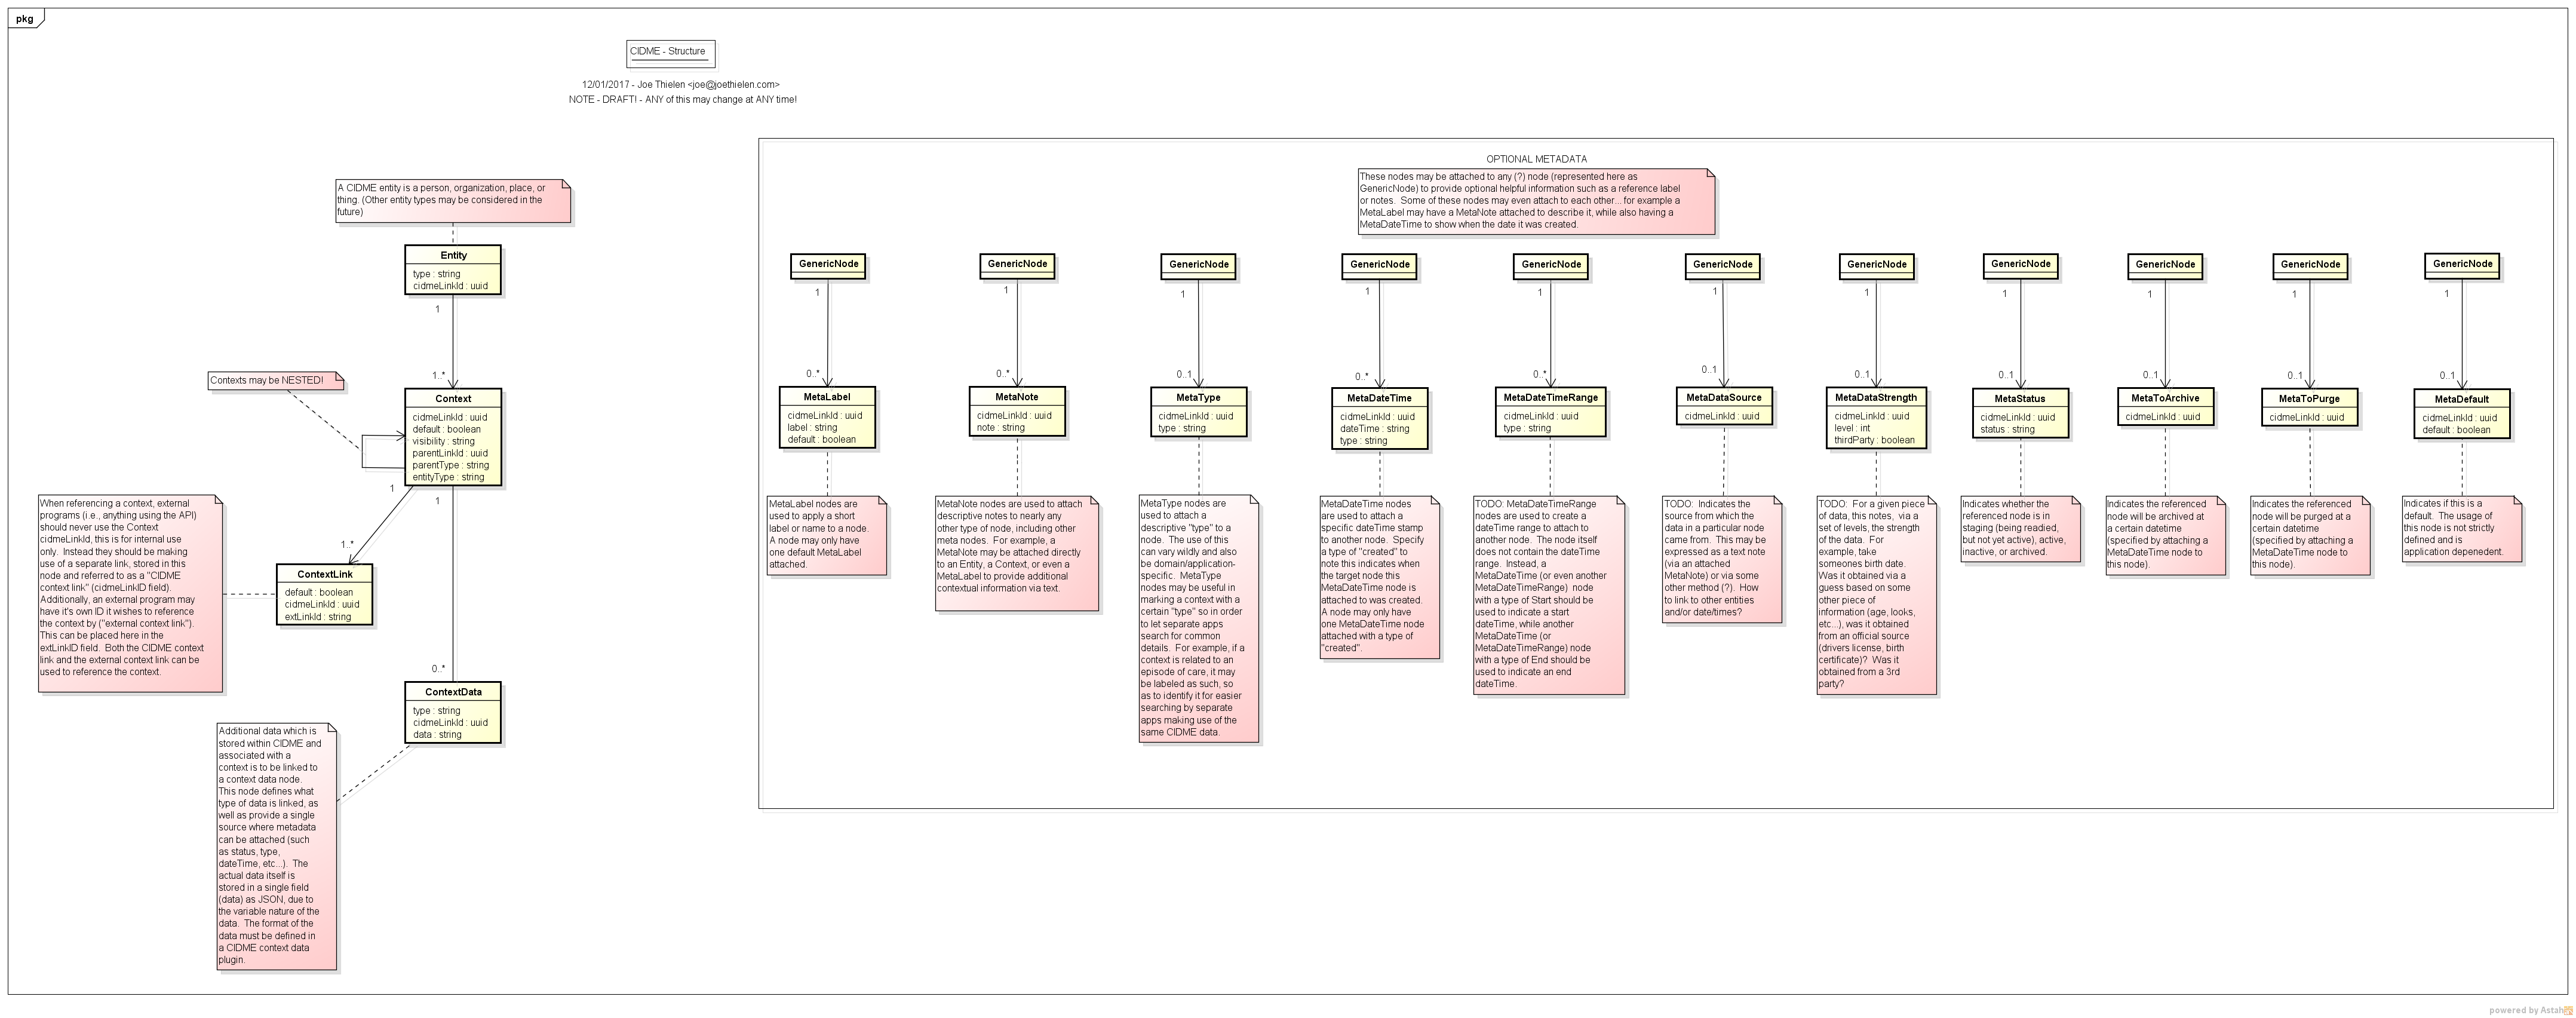 pkg
CIDME - Structure
12/01/2017 - Joe Thielen <joe@joethielen.com>
NOTE - DRAFT! - ANY of this may change at ANY time!
A CIDME entity is a person, organization, place, or
thing. (Other entity types may be considered in the
future)
Entity
type : string
cidmeLinkId : uuid
1
1..*
Contexts may be NESTED!
Context
cidmeLinkId : uuid
default : boolean
visibility : string
parentLinkId : uuid
parentType : string
entityType : string
1
1
1..*
0..*
When referencing a context, external
programs (i.e., anything using the API)
should never use the Context
cidmeLinkId, this is for internal use
only. Instead they should be making
use of a separate link, stored in this
node and referred to as a "CIDME
context link" (cidmeLinkID field).
Additionally, an external program may
have it's own ID it wishes to reference
the context by ("external context link").
This can be placed here in the
extLinkID field. Both the CIDME context
link and the external context link can be
used to reference the context.
ContextLink
default : boolean
cidmeLinkId : uuid
extLinkId : string
ContextData
type : string
cidmeLinkId : uuid
data : string
Additional data which is
stored within CIDME and
associated with a
context is to be linked to
a context data node.
This node defines what
type of data is linked, as
well as provide a single
source where metadata
can be attached (such
as status, type,
dateTime, etc...). The
actual data itself is
stored in a single field
(data) as JSON, due to
the variable nature of the
data. The format of the
data must be defined in
a CIDME context data
plugin.
OPTIONAL METADATA
These nodes may be attached to any (?) node (represented here as
GenericNode) to provide optional helpful information such as a reference label
or notes. Some of these nodes may even attach to each other... for example a
MetaLabel may have a MetaNote attached to describe it, while also having a
MetaDateTime to show when the date it was created.
GenericNode
1
0..*
MetaLabel
cidmeLinkId : uuid
label : string
default : boolean
MetaLabel nodes are
used to apply a short
label or name to a node.
A node may only have
one default MetaLabel
attached.
GenericNode
1
0..*
MetaNote
cidmeLinkId : uuid
note : string
MetaNote nodes are used to attach
descriptive notes to nearly any
other type of node, including other
meta nodes. For example, a
MetaNote may be attached directly
to an Entity, a Context, or even a
MetaLabel to provide additional
contextual information via text.
GenericNode
1
0..1
MetaType
cidmeLinkId : uuid
type : string
MetaType nodes are
used to attach a
descriptive "type" to a
node. The use of this
can vary wildly and also
be domain/application-
specific. MetaType
nodes may be useful in
marking a context with a
certain "type" so in order
to let separate apps
search for common
details. For example, if a
context is related to an
episode of care, it may
be labeled as such, so
as to identify it for easier
searching by separate
apps making use of the
same CIDME data.
GenericNode
1
0..*
MetaDateTime
cidmeLinkId : uuid
dateTime : string
type : string
MetaDateTime nodes
are used to attach a
specific dateTime stamp
to another node. Specify
a type of "created" to
note this indicates when
the target node this
MetaDateTime node is
attached to was created.
A node may only have
one MetaDateTime node
attached with a type of
"created".
GenericNode
1
0..*
MetaDateTimeRange
cidmeLinkId : uuid
type : string
TODO: MetaDateTimeRange
nodes are used to create a
dateTime range to attach to
another node. The node itself
does not contain the dateTime
range. Instead, a
MetaDateTime (or even another
MetaDateTimeRange) node
with a type of Start should be
used to indicate a start
dateTime, while another
MetaDateTime (or
MetaDateTimeRange) node
with a type of End should be
used to indicate an end
dateTime.
GenericNode
1
0..1
MetaDataSource
cidmeLinkId : uuid
TODO: Indicates the
source from which the
data in a particular node
came from. This may be
expressed as a text note
(via an attached
MetaNote) or via some
other method (?). How
to link to other entities
and/or date/times?
GenericNode
1
0..1
MetaDataStrength
cidmeLinkId : uuid
level : int
thirdParty : boolean
TODO: For a given piece
of data, this notes, via a
set of levels, the strength
of the data. For
example, take
someones birth date.
Was it obtained via a
guess based on some
other piece of
information (age, looks,
etc...), was it obtained
from an official source
(drivers license, birth
certificate)? Was it
obtained from a 3rd
party?
GenericNode
1
0..1
MetaStatus
cidmeLinkId : uuid
status : string
Indicates whether the
referenced node is in
staging (being readied,
but not yet active), active,
inactive, or archived.
GenericNode
1
0..1
MetaToArchive
cidmeLinkId : uuid
Indicates the referenced
node will be archived at
a certain datetime
(specified by attaching a
MetaDateTime node to
this node).
GenericNode
1
0..1
MetaToPurge
cidmeLinkId : uuid
Indicates the referenced
node will be purged at a
certain datetime
(specified by attaching a
MetaDateTime node to
this node).
GenericNode
1
0..1
MetaDefault
cidmeLinkId : uuid
default : boolean
Indicates if this is a
default. The usage of
this node is not strictly
defined and is
application depenedent.
powered by Astah